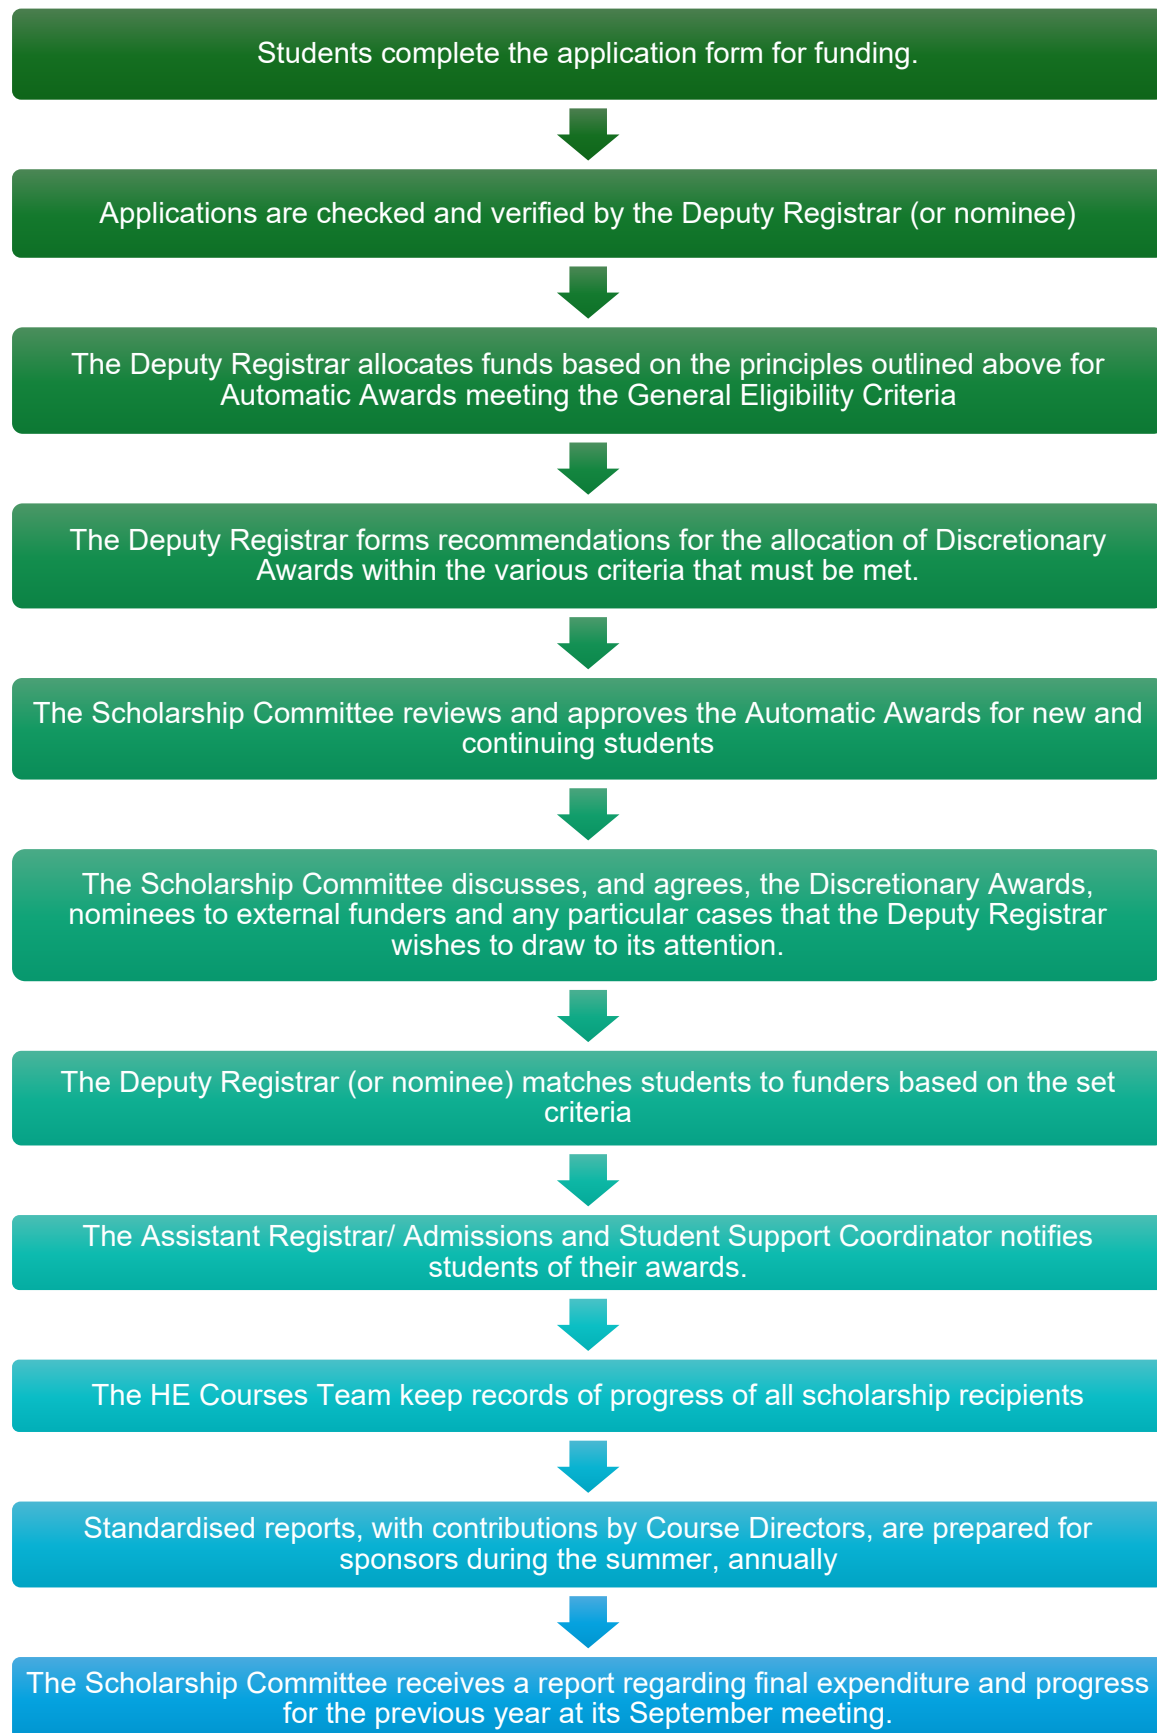 Students complete the application form for funding.
Applications are checked and verified by the Deputy Registrar (or nominee)
The Deputy Registrar allocates funds based on the principles outlined above for
Automatic Awards meeting the General Eligibility Criteria
The Deputy Registrar forms recommendations for the allocation of Discretionary
Awards within the various criteria that must be met.
The Scholarship Committee reviews and approves the Automatic Awards for new and
continuing students
The Scholarship Committee discusses, and agrees, the Discretionary Awards,
nominees to external funders and any particular cases that the Deputy Registrar
wishes to draw to its attention.
The Deputy Registrar (or nominee) matches students to funders based on the set
criteria
The Assistant Registrar/ Admissions and Student Support Coordinator notifies
students of their awards.
The HE Courses Team keep records of progress of all scholarship recipients
Standardised reports, with contributions by Course Directors, are prepared for
sponsors during the summer, annually
The Scholarship Committee receives a report regarding final expenditure and progress
for the previous year at its September meeting.